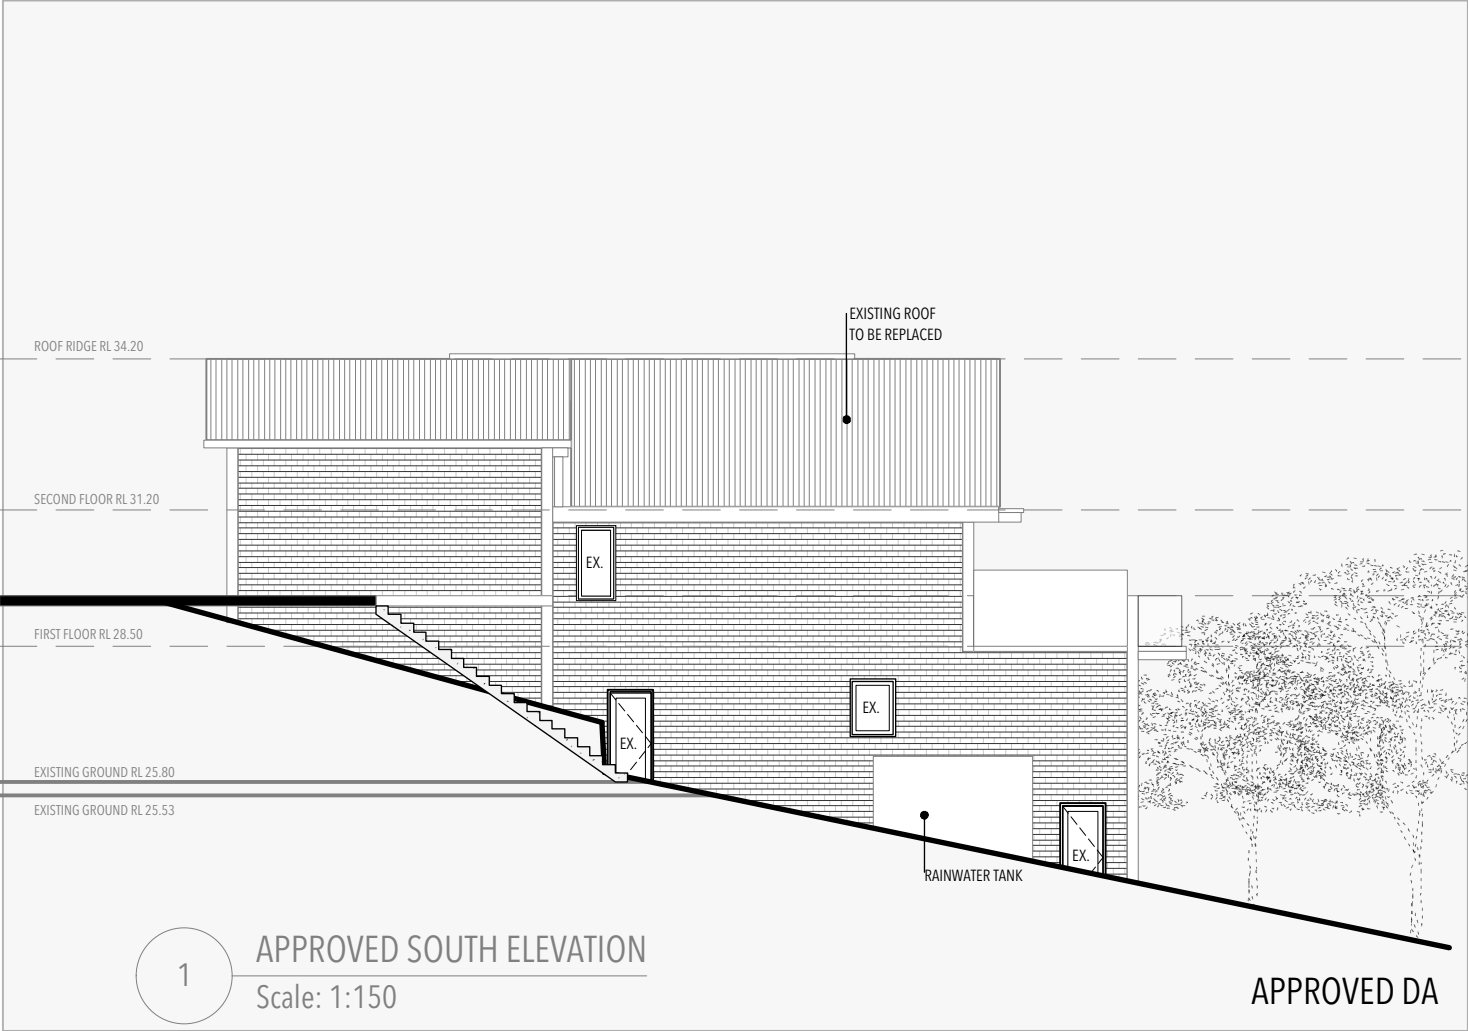 EXISTING ROOF
TO BE REPLACED
ROOF RIDGE RL 34.20
SECOND FLOOR RL 31.20
EX.
FIRST FLOOR RL 28.50
EX.
EX.
EXISTING GROUND RL 25.80
EXISTING GROUND RL 25.53
EX.
RAINWATER TANK
1
APPROVED SOUTH ELEVATION
Scale: 1:150
APPROVED DA